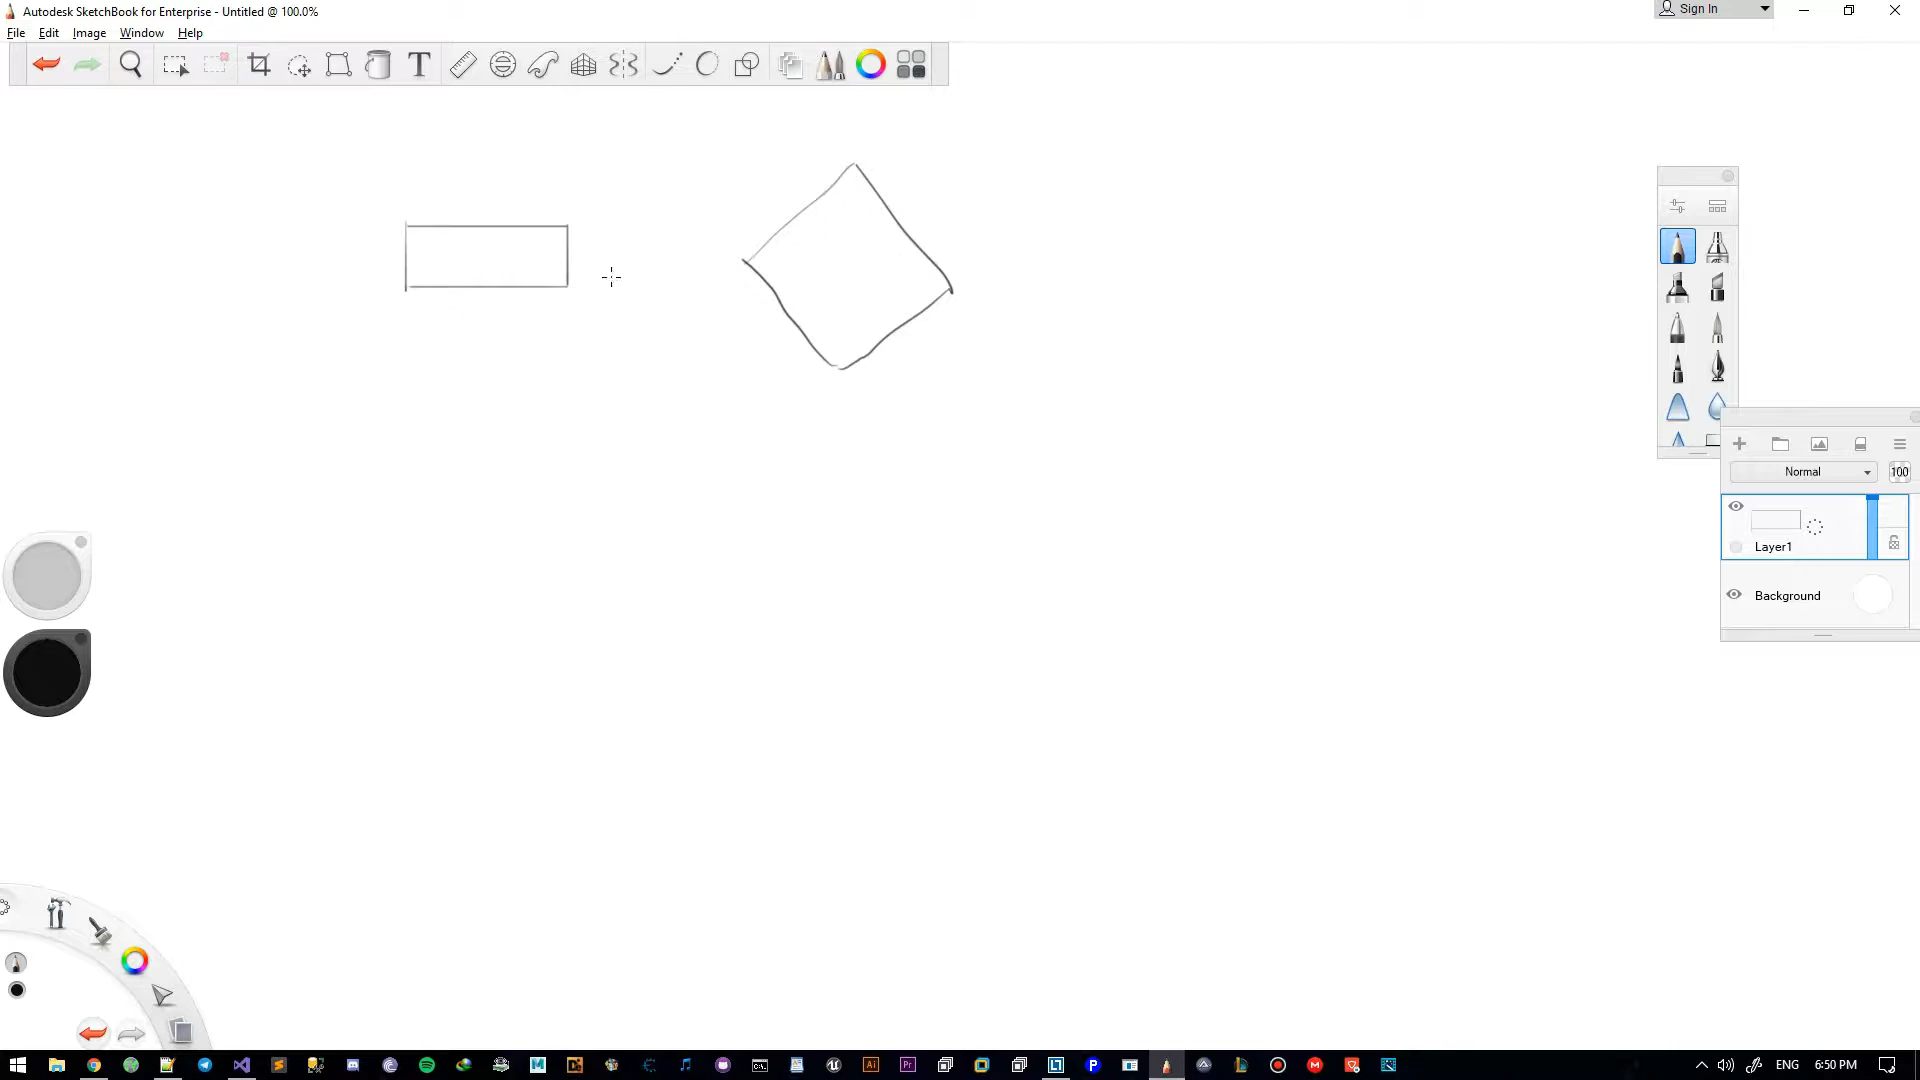 Autodesk SketchBook for Enterprise - Untitled @ 100.0%
Sign In
File Edit Image Window Help
T
Normal 100
Layer1
Background
ENG 6:50 PM